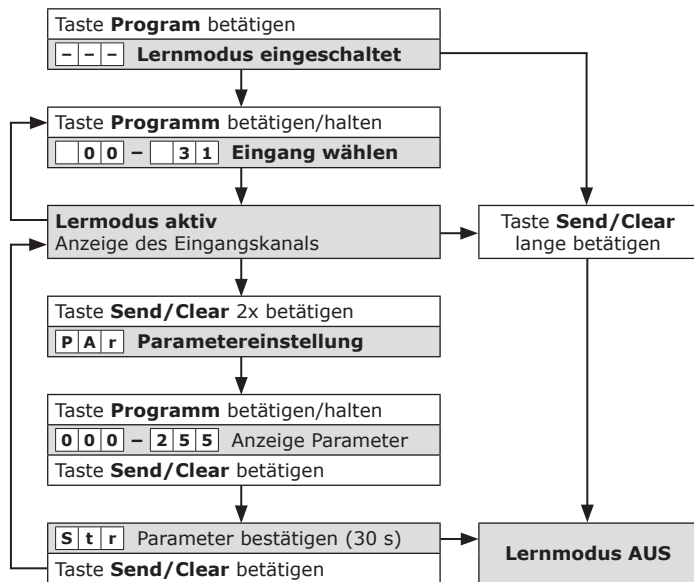 Taste Program betätigen
– – – Lernmodus eingeschaltet
Taste Programm betätigen/halten
0 0 – 3 1 Eingang wählen
Lermodus aktiv
Anzeige des Eingangskanals
Taste Send/Clear
lange betätigen
Taste Send/Clear 2x betätigen
P A r Parametereinstellung
Taste Programm betätigen/halten
0 0 0 – 2 5 5 Anzeige Parameter
Taste Send/Clear betätigen
S t r Parameter bestätigen (30 s)
Taste Send/Clear betätigen
Lernmodus AUS